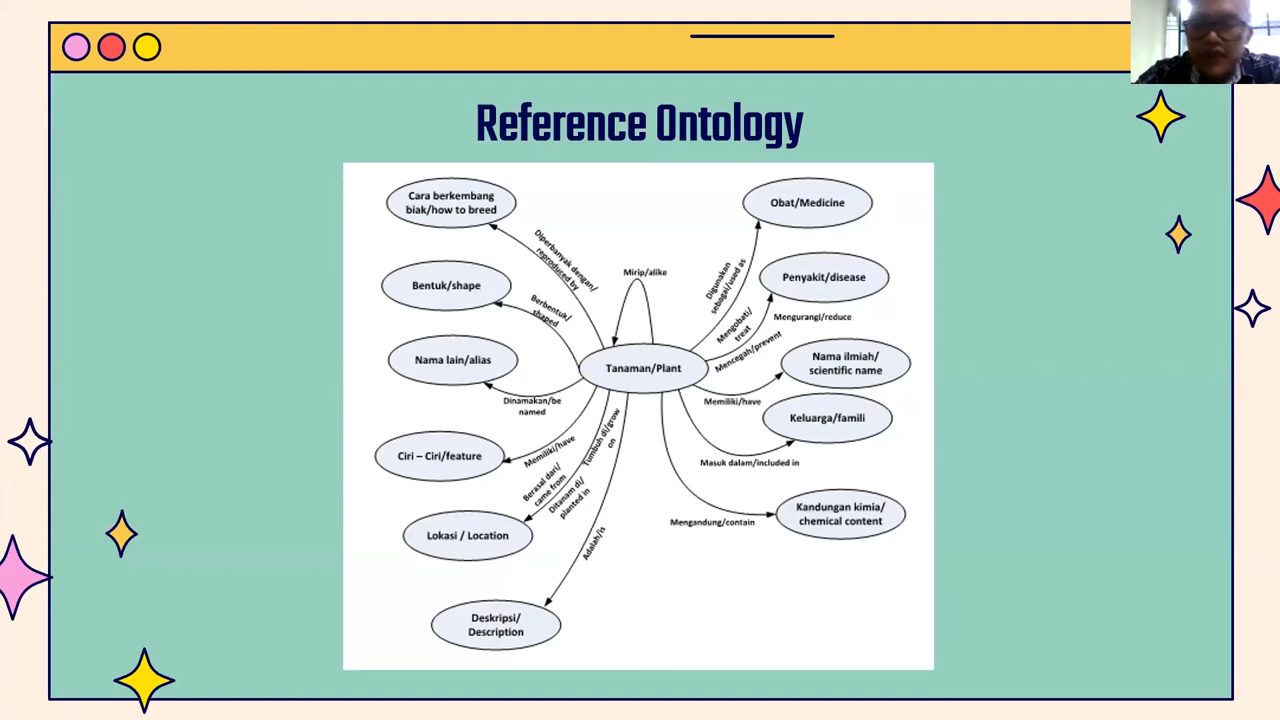 Reference Ontology
Cara berkembang
biak/how to breed
Obat/Medicine
Diperbanyak dengan/
reproduced by
Mirip/alike
Digunakan
sebagai/used as
Bentuk/shape
Penyakit/disease
Berbentuk/
shaped
Mengobati/
treat
Mengurangi/reduce
Mencegah/prevent
Nama lain/alias
Tanaman/Plant
Nama ilmiah/
scientific name
Dinamakan/be
named
Memiliki/have
Keluarga/famili
Ciri – Ciri/feature
Memiliki/have
Tumbuh di/grow
on
Masuk dalam/included in
Berasal dari/
came from
Ditanam di/
planted in
Lokasi / Location
Mengandung/contain
Kandungan kimia/
chemical content
Adalah/is
Deskripsi/
Description